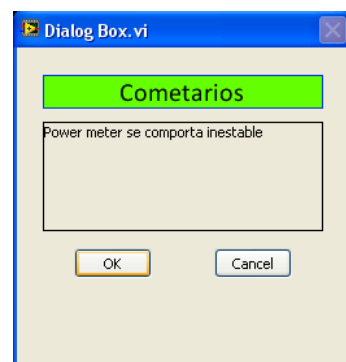 Dialog Box.vi
Cometarios
Power meter se comporta inestable
OK
Cancel